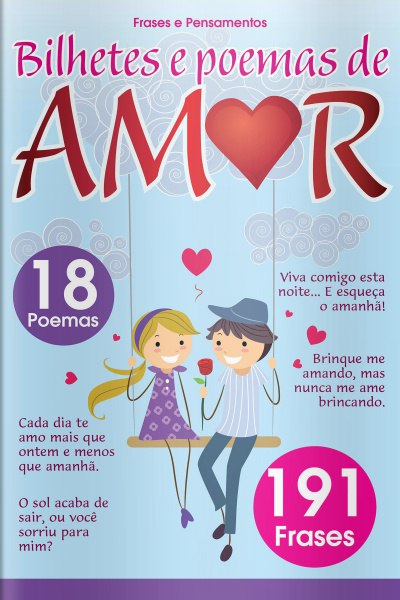 Frases e Pensamentos
Bilhetes e poemas de
AMOR
18
Poemas
Viva comigo esta
noite... E esqueça
o amanhã!
Brinque me
amando, mas
nunca me ame
brincando.
Cada dia te
amo mais que
ontem e menos
que amanhã.
O sol acaba de
sair, ou você
sorriu para
mim?
191
Frases